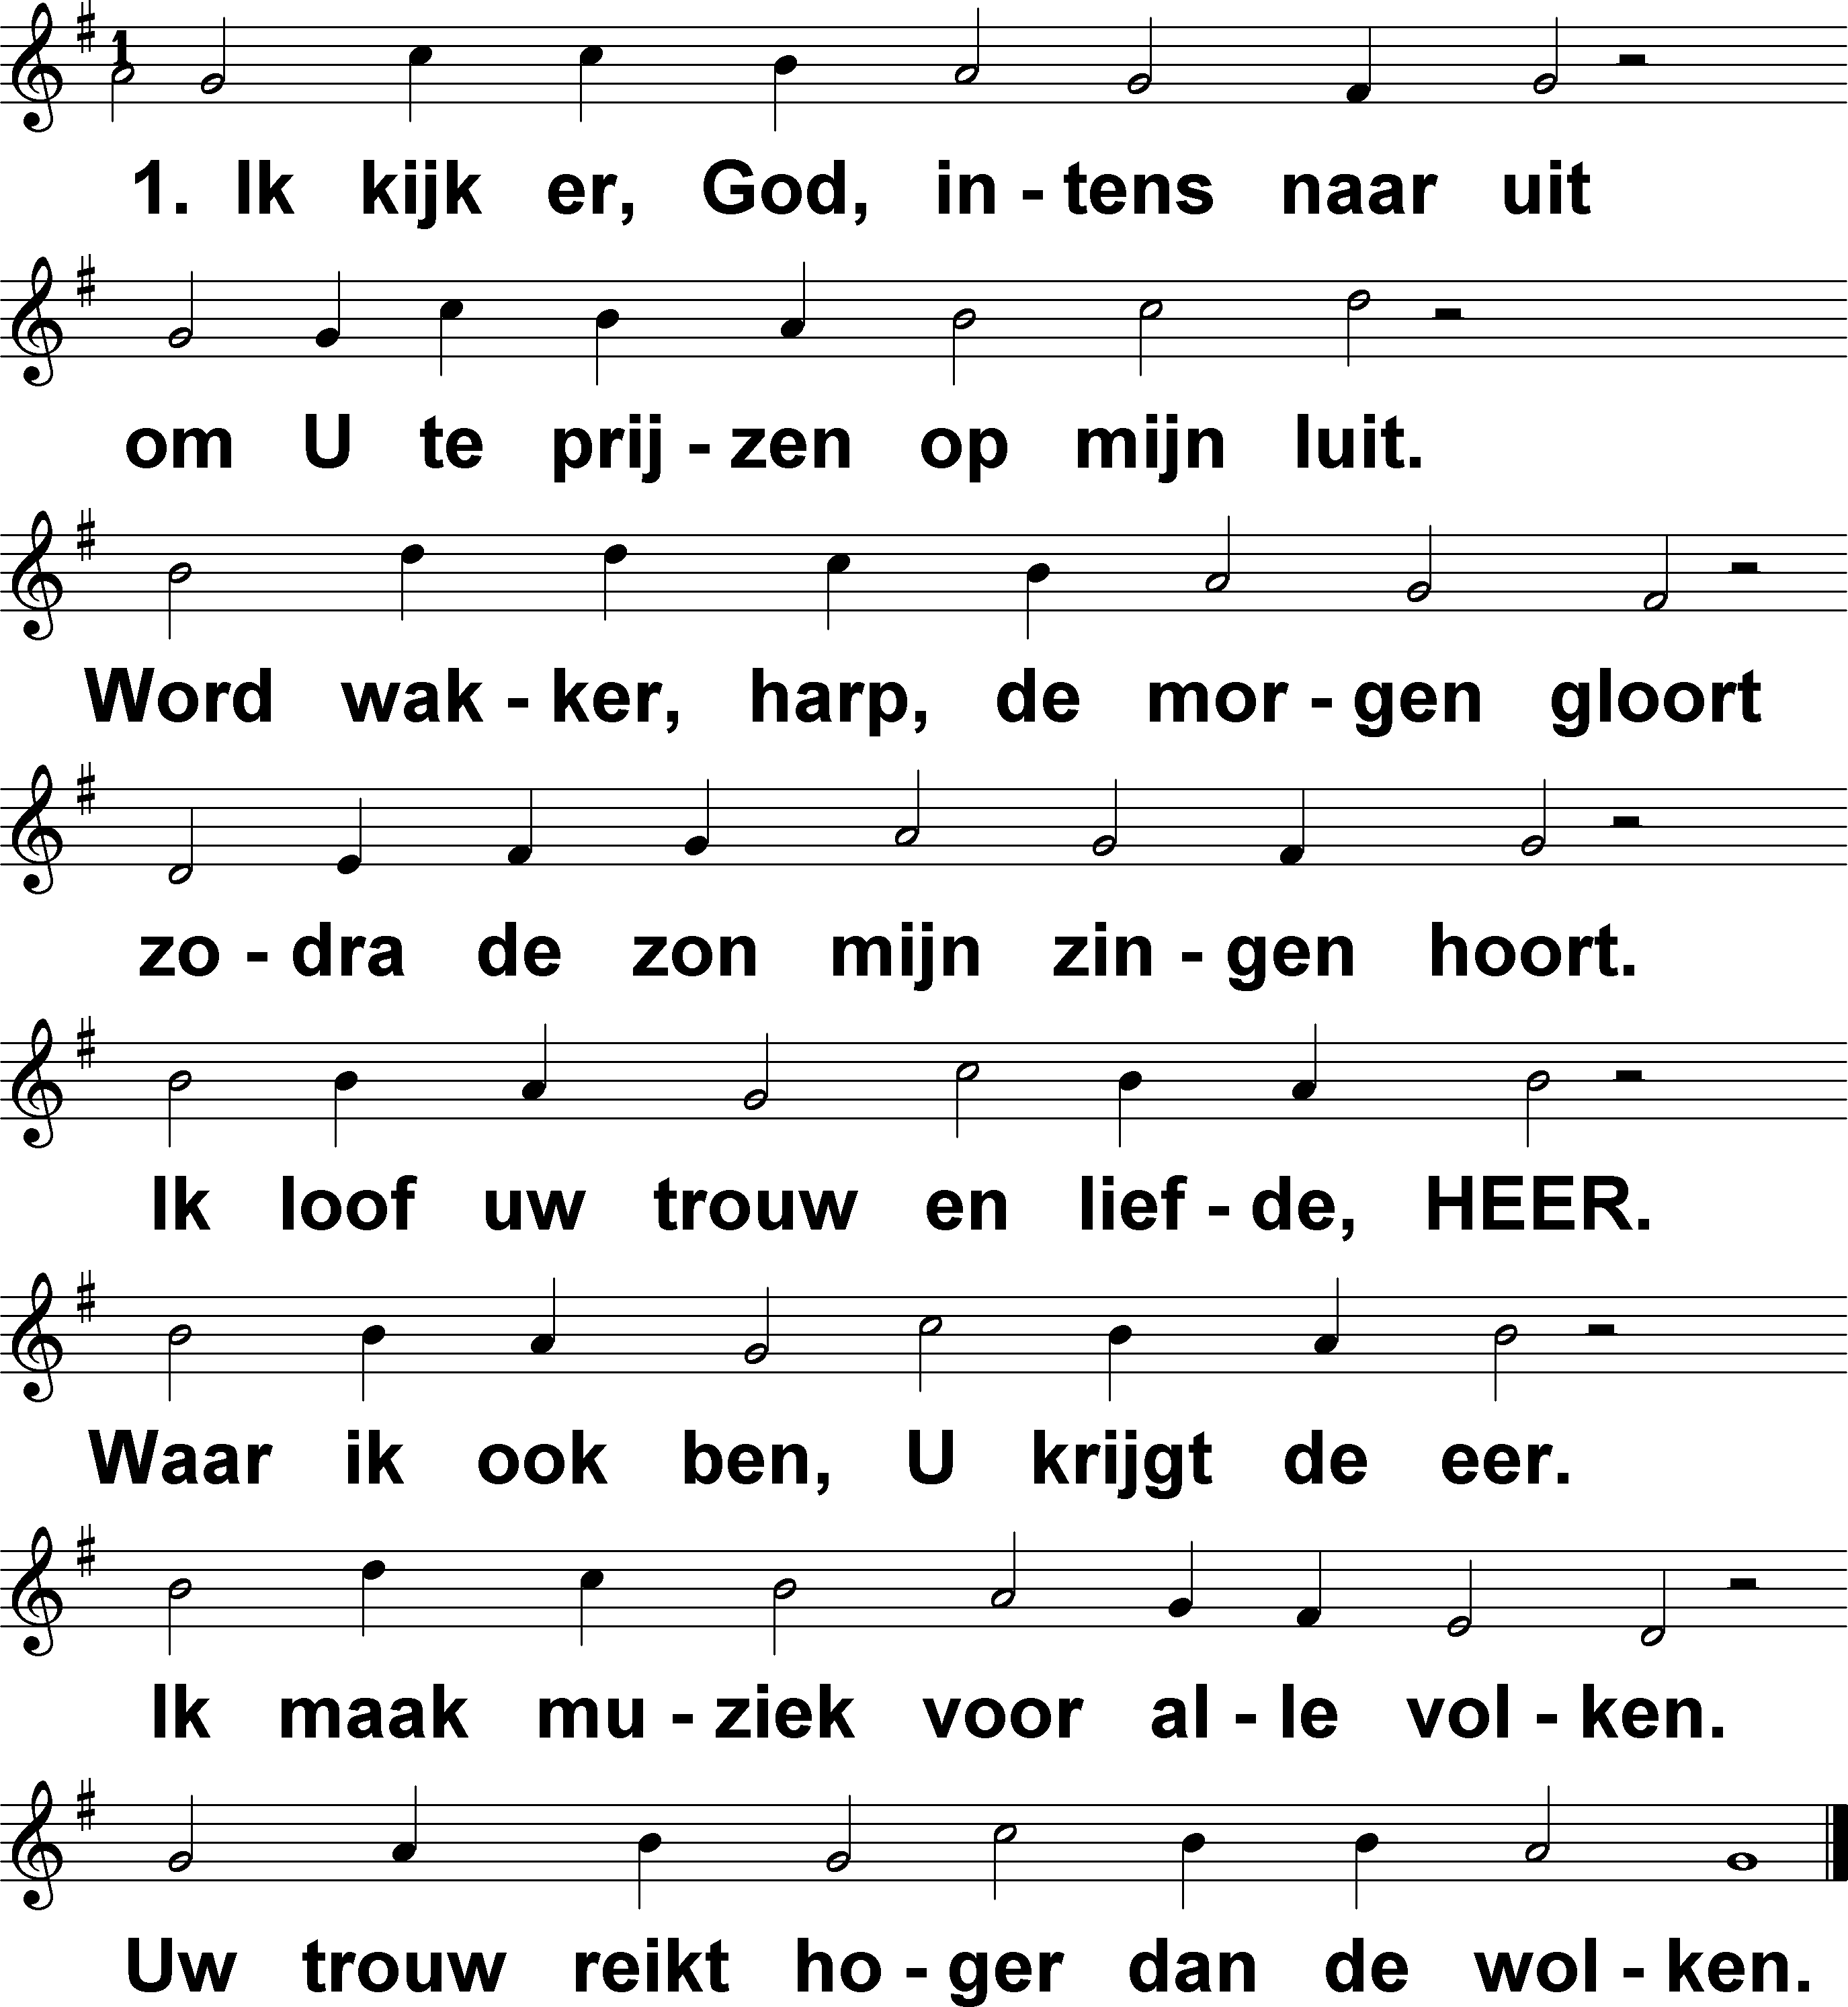 1
1. Ik kijk er, God, in - tens naar uit
om U te prij - zen op mijn luit.
Word wak - ker, harp, de mor - gen gloort
zo - dra de zon mijn zin - gen hoort.
Ik loof uw trouw en lief - de, HEER.
Waar ik ook ben, U krijgt de eer.
Ik maak mu - ziek voor al - le vol - ken.
Uw trouw reikt ho - ger dan de wol - ken.